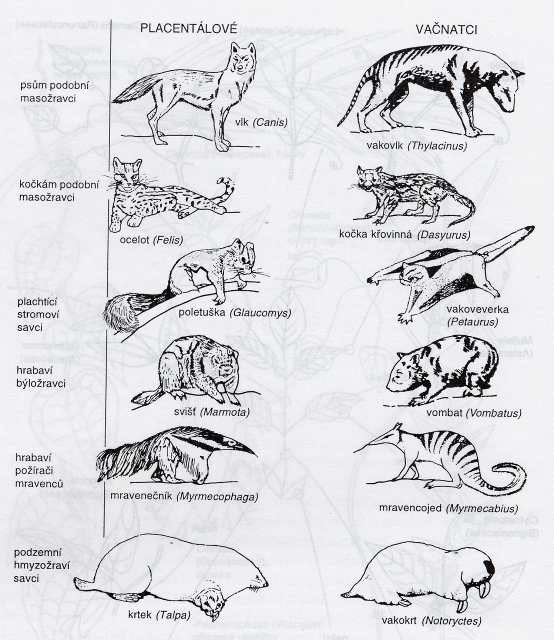 PLACENTÁLOVÉ
VAČNATCI
psům podobní
masožravci
vlk (Canis)
vakovlk (Thylacinus)
kočkám podobní
masožravci
ocelot (Felis)
kočka křovinná (Dasyurus)
plachtící
stromoví
savci
poletuška (Glaucomys)
vakoveverka
(Petaurus)
hrabaví
býložravci
svišť (Marmota)
vombat (Vombatus)
hrabaví
požírači
mravenců
mravenečník (Myrmecophaga)
mravencojed (Myrmecabius)
podzemní
hmyzožraví
savci
krtek (Talpa)
vakokrt (Notoryctes)